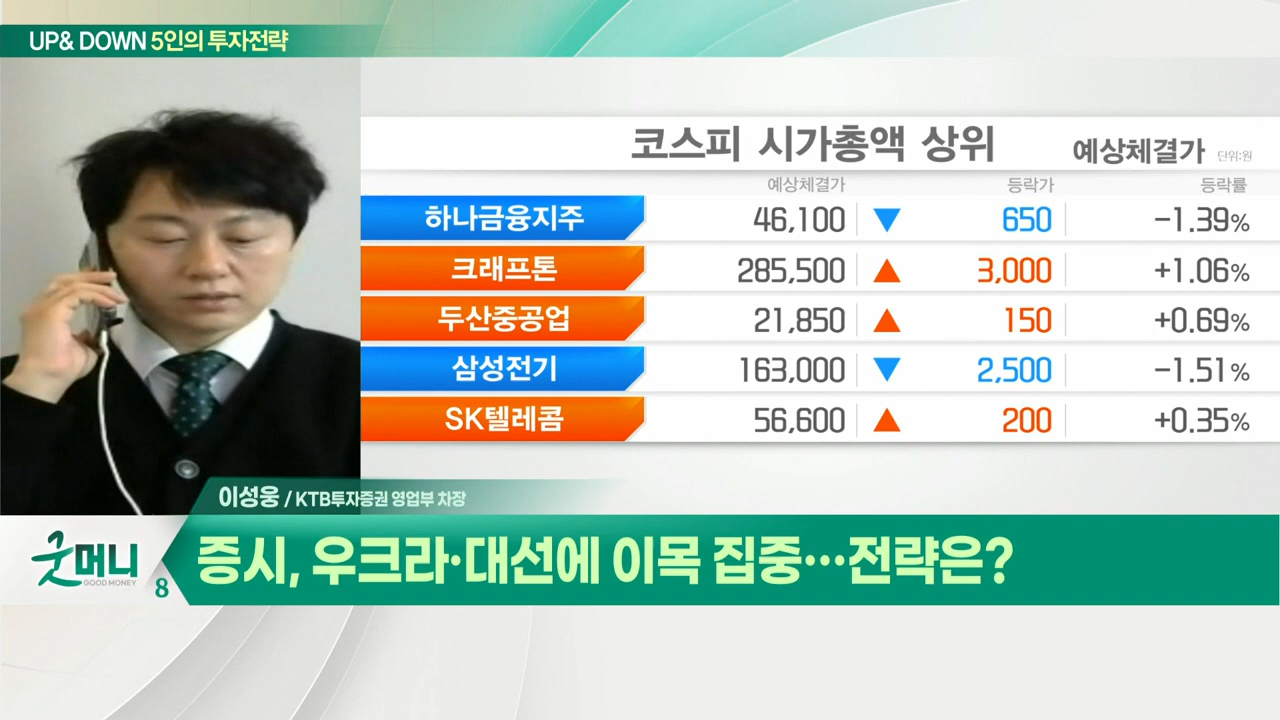 UP& DOWN 5인의 투자전략
코스피 시가총액 상위 예상체결가 단위:원
예상체결가 등락가 등락률
하나금융지주 46,100 ▼ 650 -1.39%
크래프톤 285,500 ▲ 3,000 +1.06%
두산중공업 21,850 ▲ 150 +0.69%
삼성전기 163,000 ▼ 2,500 -1.51%
SK텔레콤 56,600 ▲ 200 +0.35%
이성웅 / KTB투자증권 영업부 차장
굿머니
GOOD MONEY
8
증시, 우크라·대선에 이목 집중…전략은?